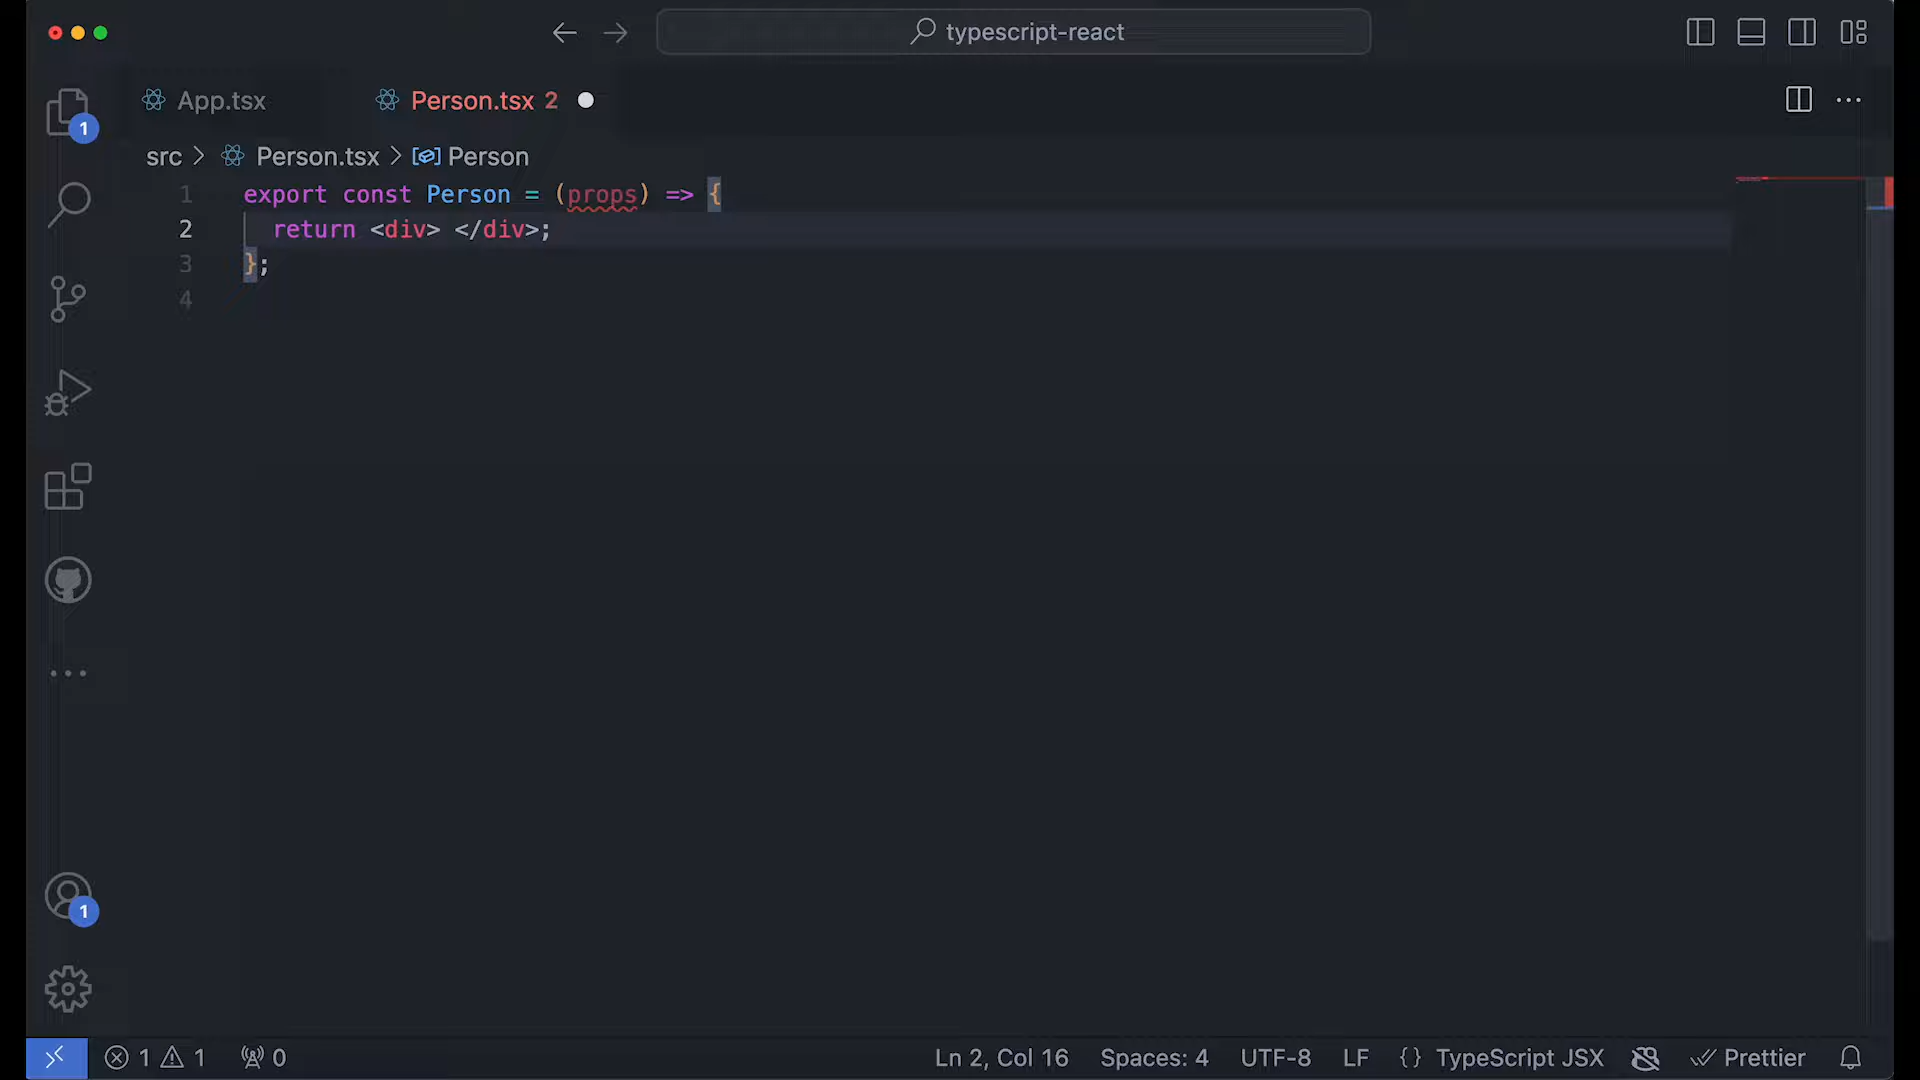 typescript-react
App.tsx
Person.tsx 2
1
src > Person.tsx > Person
1 export const Person = (props) => {
2 return <div> </div>;
3 };
4
1
1 1 0 Ln 2, Col 16 Spaces: 4 UTF-8 LF {} TypeScript JSX Prettier